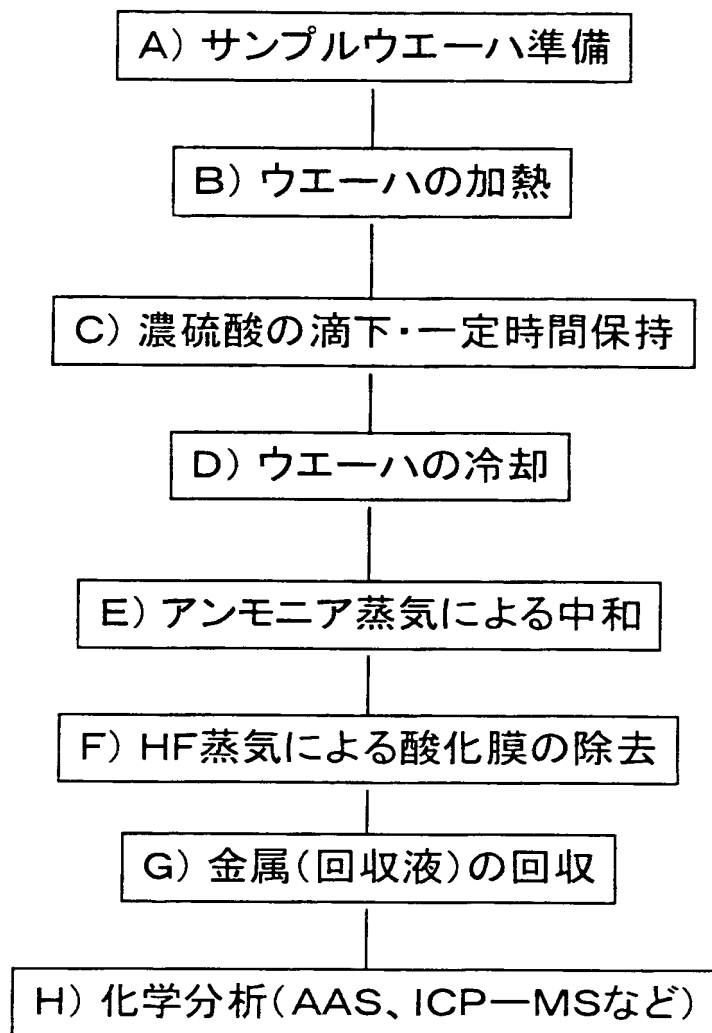 A) サンプルウエーハ準備
B) ウエーハの加熱
C) 濃硫酸の滴下・一定時間保持
D) ウエーハの冷却
E) アンモニア蒸気による中和
F) HF蒸気による酸化膜の除去
G) 金属(回収液)の回収
H) 化学分析(AAS、ICP—MSなど)